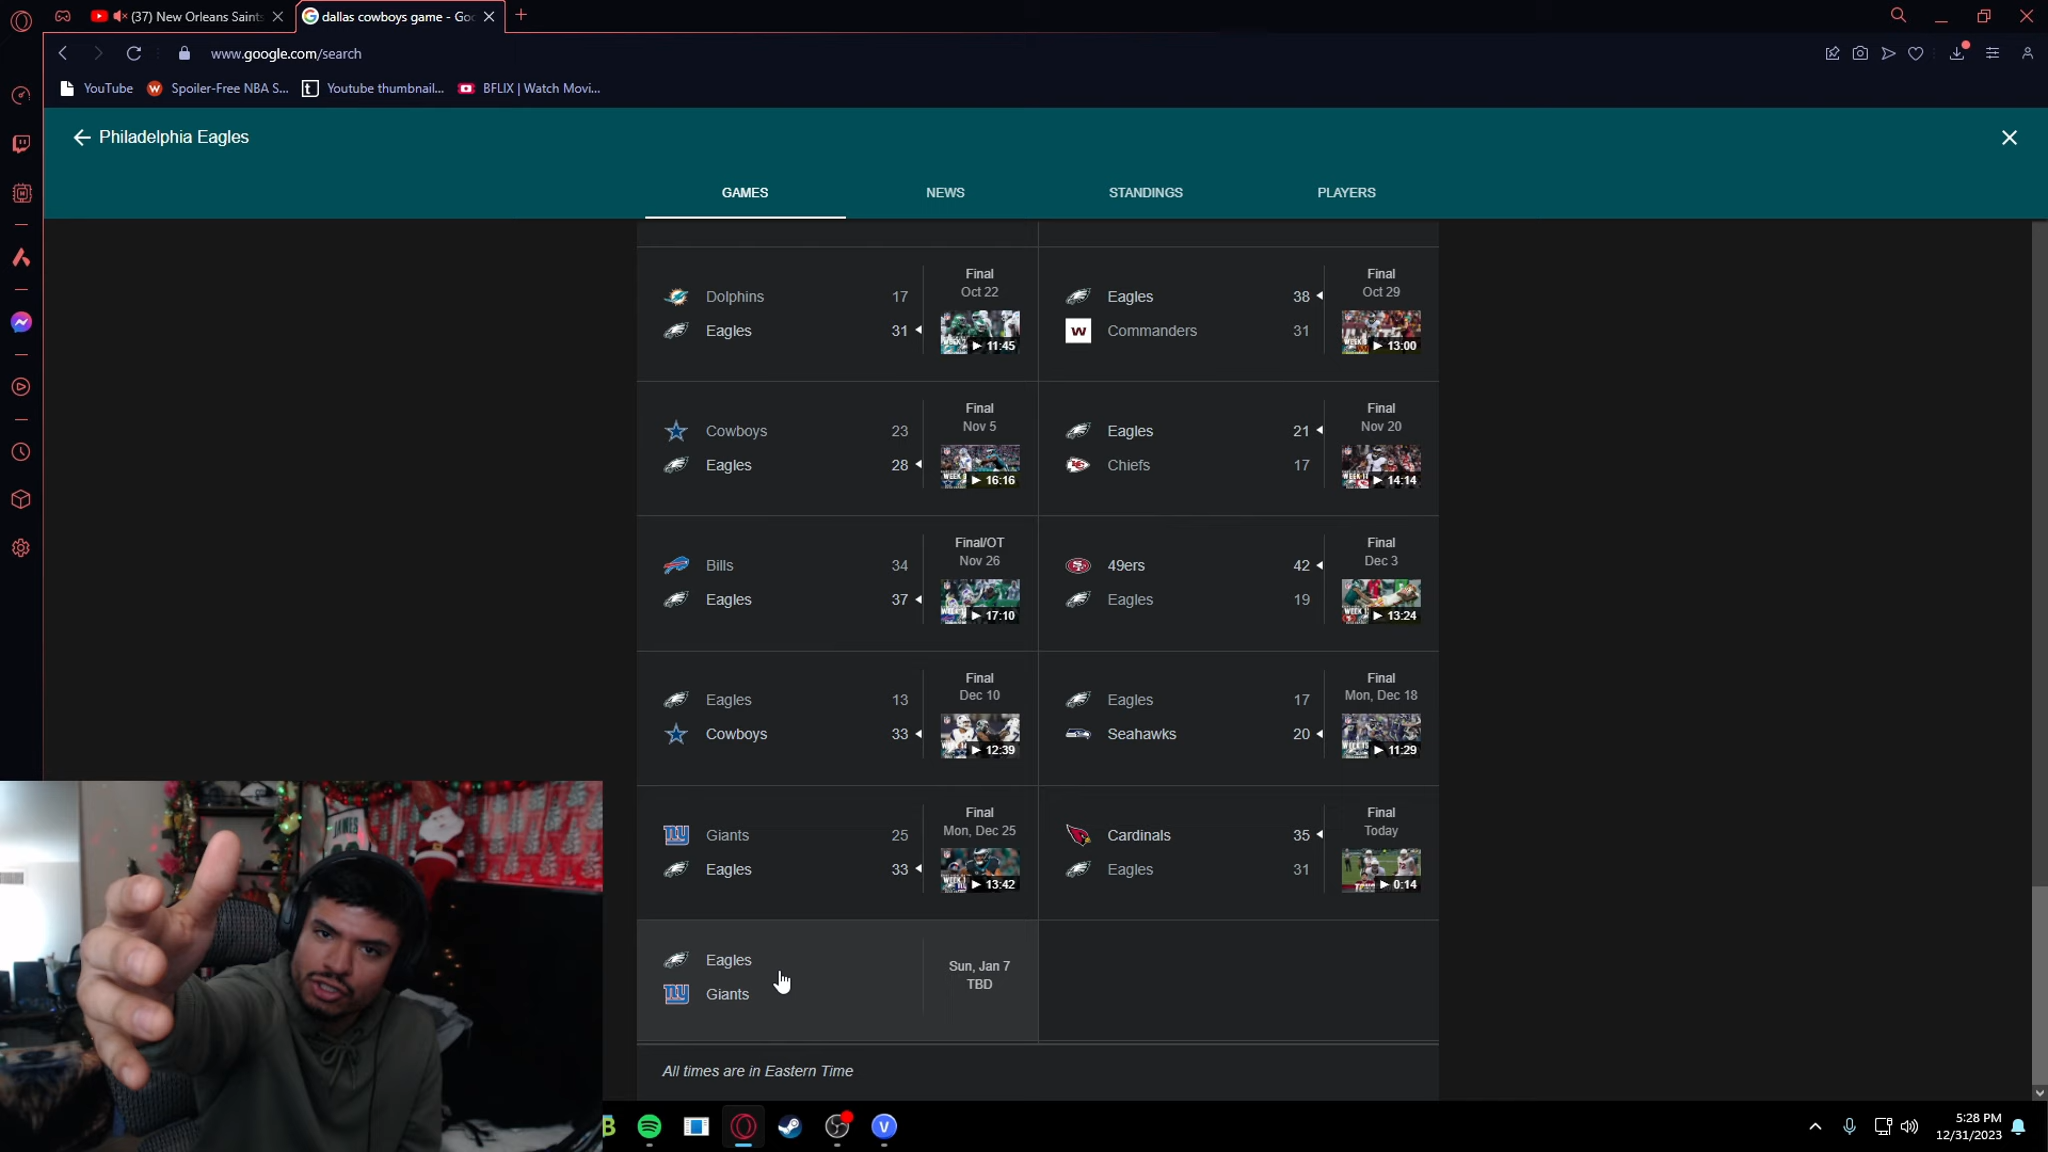 (37) New Orleans Saints
dallas cowboys game - Goo
www.google.com/search
YouTube
Spoiler-Free NBA S...
Youtube thumbnail...
BFLIX | Watch Movi...
Philadelphia Eagles
GAMES
NEWS
STANDINGS
PLAYERS
Dolphins 17
Eagles 31
Final
Oct 22
11:45
Eagles 38
Commanders 31
Final
Oct 29
13:00
Cowboys 23
Eagles 28
Final
Nov 5
16:16
Eagles 21
Chiefs 17
Final
Nov 20
14:14
Bills 34
Eagles 37
Final/OT
Nov 26
17:10
49ers 42
Eagles 19
Final
Dec 3
13:24
Eagles 13
Cowboys 33
Final
Dec 10
12:39
Eagles 17
Seahawks 20
Final
Mon, Dec 18
11:29
Giants 25
Eagles 33
Final
Mon, Dec 25
13:42
Cardinals 35
Eagles 31
Final
Today
0:14
Eagles
Giants
Sun, Jan 7
TBD
All times are in Eastern Time
JAMES
5:28 PM
12/31/2023